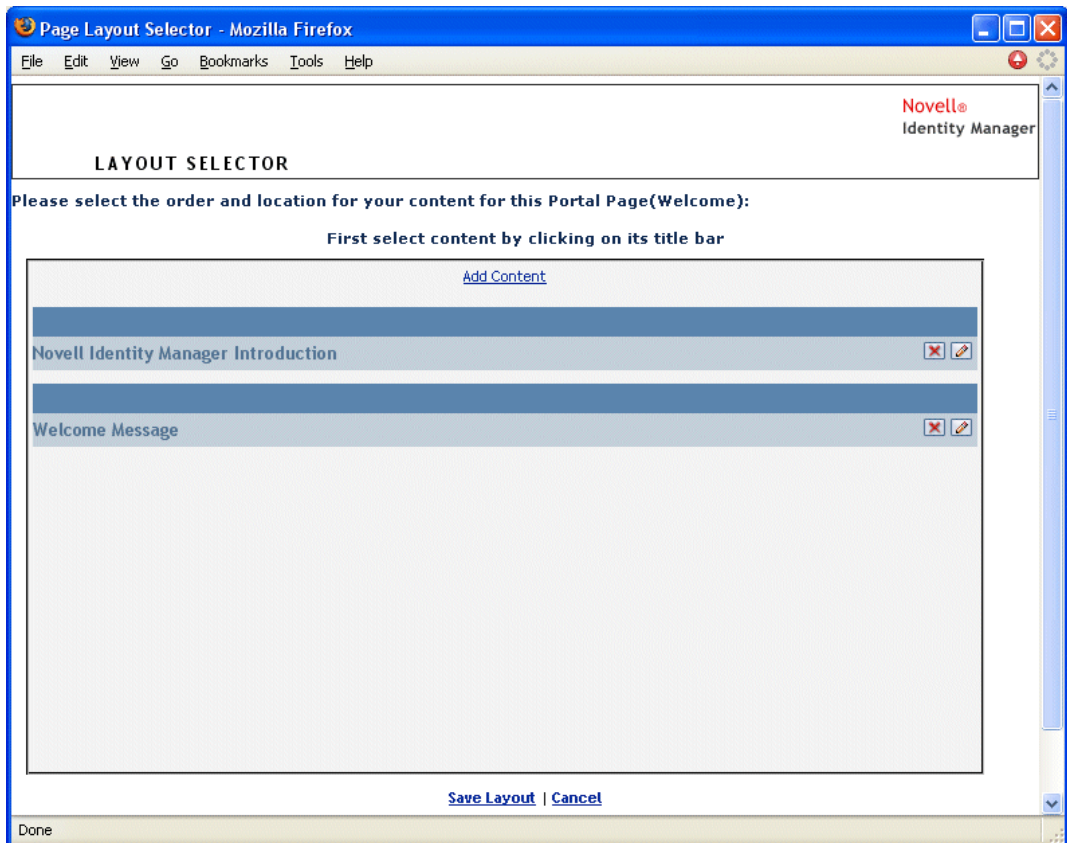 Page Layout Selector - Mozilla Firefox
File Edit View Go Bookmarks Tools Help
Novell®
Identity Manager
LAYOUT SELECTOR
Please select the order and location for your content for this Portal Page(Welcome):
First select content by clicking on its title bar
Add Content
Novell Identity Manager Introduction
Welcome Message
Save Layout | Cancel
Done